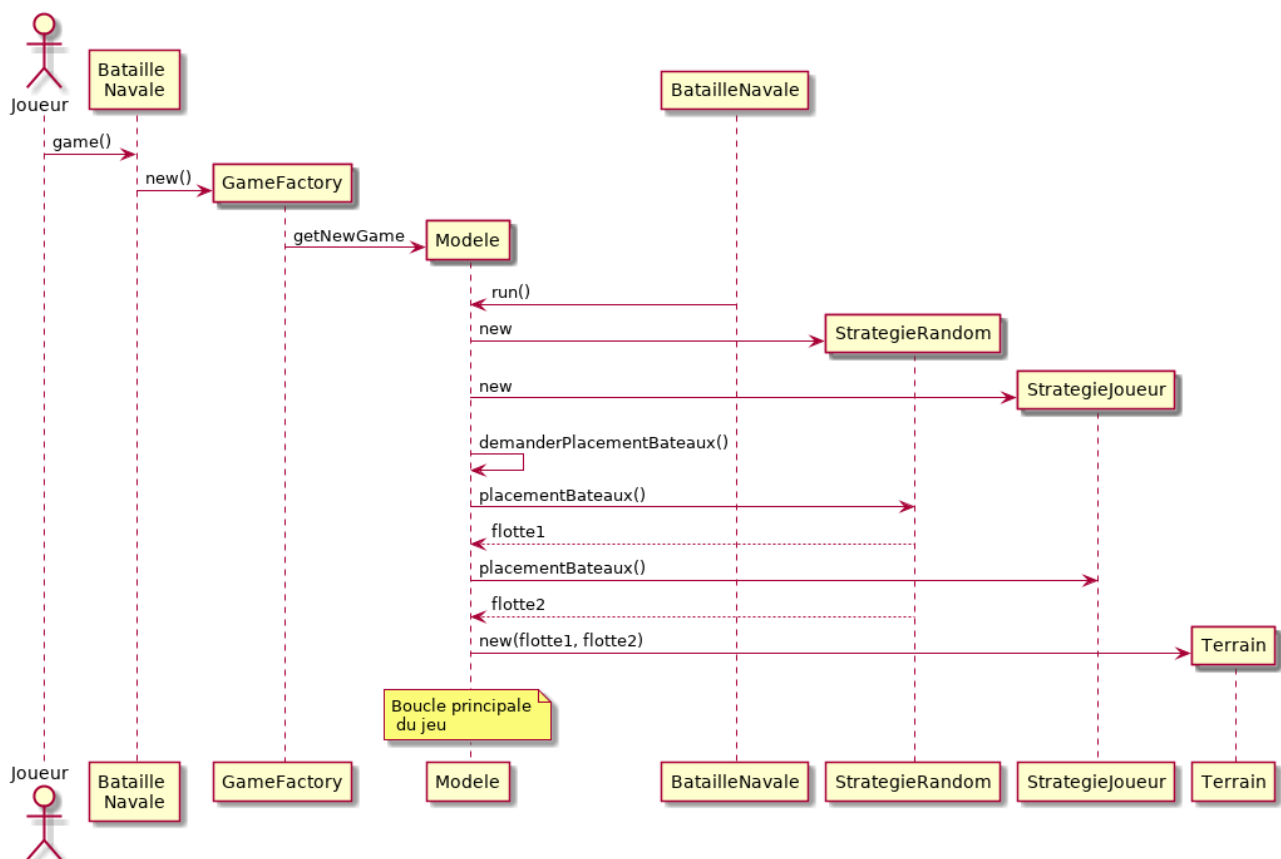 Joueur
Bataille
Navale
BatailleNavale
game()
new()
GameFactory
getNewGame
Modele
run()
new
StrategieRandom
new
StrategieJoueur
demanderPlacementBateaux()
placementBateaux()
flotte1
placementBateaux()
flotte2
new(flotte1, flotte2)
Terrain
Boucle principale
du jeu
Joueur
Bataille
Navale
GameFactory
Modele
BatailleNavale
StrategieRandom
StrategieJoueur
Terrain